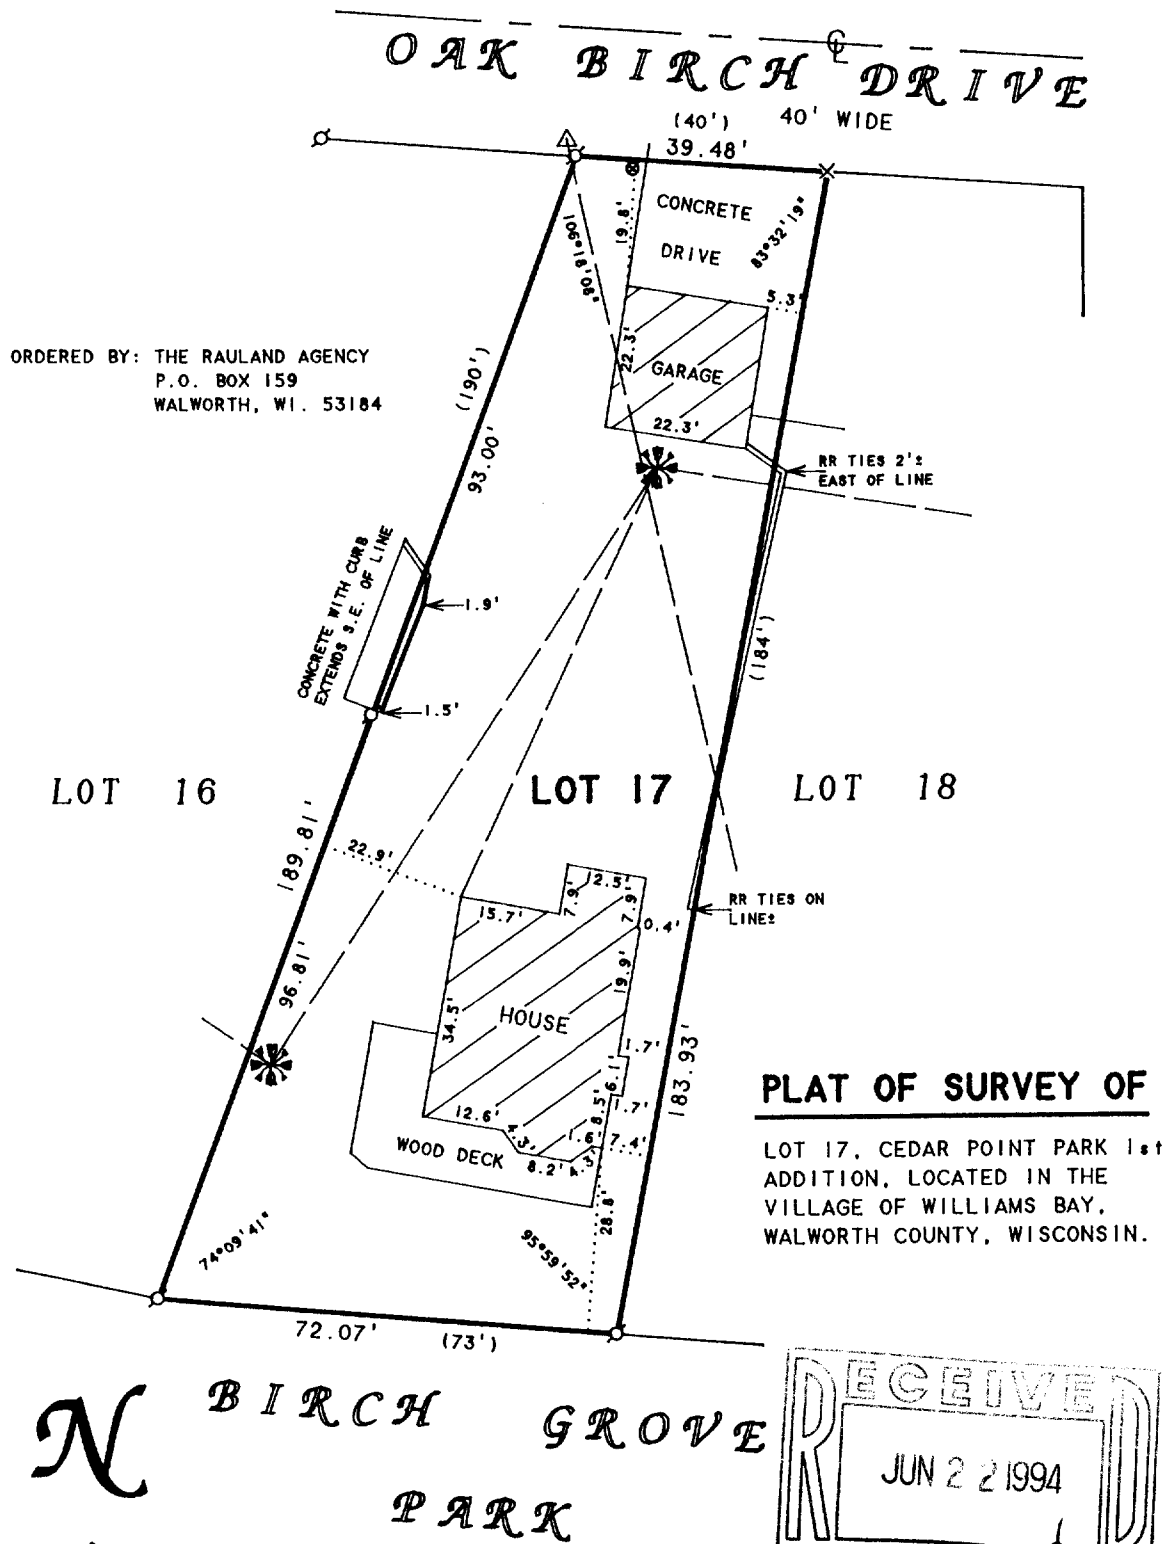 OAK BIRCH DRIVE
℄
(40') 40' WIDE
39.48'
CONCRETE
DRIVE
19.8'
106°18'08"
83°32'19"
5.3'
22.3'
GARAGE
22.3'
ORDERED BY: THE RAULAND AGENCY
P.O. BOX 159
WALWORTH, WI. 53184
(190')
93.00'
RR TIES 2'±
EAST OF LINE
CONCRETE WITH CURB
EXTENDS S.E. OF LINE
1.9'
1.5'
(184')
LOT 16
LOT 17
LOT 18
189.81'
22.9'
12.5'
7.9'
7.9'
15.7'
RR TIES ON
LINE±
0.4'
96.81'
19.9'
34.5'
HOUSE
1.7'
183.93'
6.1'
1.7'
8.5'
12.6'
4.3'
1.6'
7.4'
8.2'
4.3'
WOOD DECK
28.8'
PLAT OF SURVEY OF
LOT 17, CEDAR POINT PARK 1st
ADDITION, LOCATED IN THE
VILLAGE OF WILLIAMS BAY,
WALWORTH COUNTY, WISCONSIN.
74°09'41"
95°59'52"
72.07' (73')
BIRCH GROVE
PARK
N
RECEIVED
JUN 22 1994